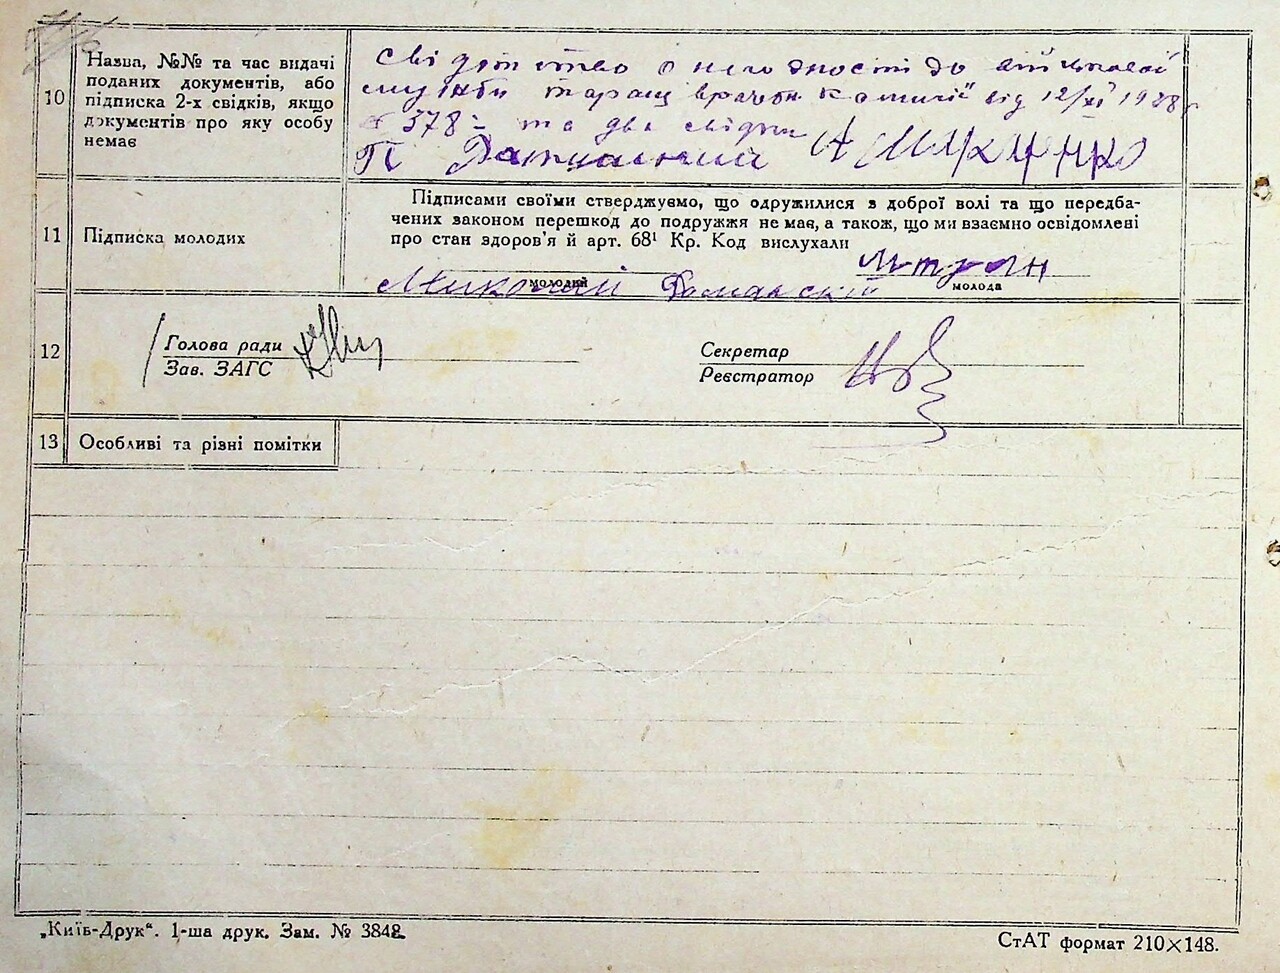 10
Назва, №№ та час видачі
поданих документів, або
підписка 2-х свідків, якщо
документів про яку особу
немає
свідоцтво о негодності до військової
служби таращ врачебн комисії" від 12/XI 1928 р
№ 378 = та два свідки
11
Підписка молодих
Підписами своїми стверджуємо, що одружилися з доброї волі та що передба-
чених законом перешкод до подружжя не має, а також, що ми взаємно освідомлені
про стан здоров'я й арт. 68¹ Кр. Код вислухали
Николай
молодий
молода
12
Голова ради
Зав. ЗАГС
Секретар
Реєстратор
13
Особливі та різні помітки
„Київ-Друк“. 1-ша друк. Зам. № 3848.
СтАТ формат 210×148.